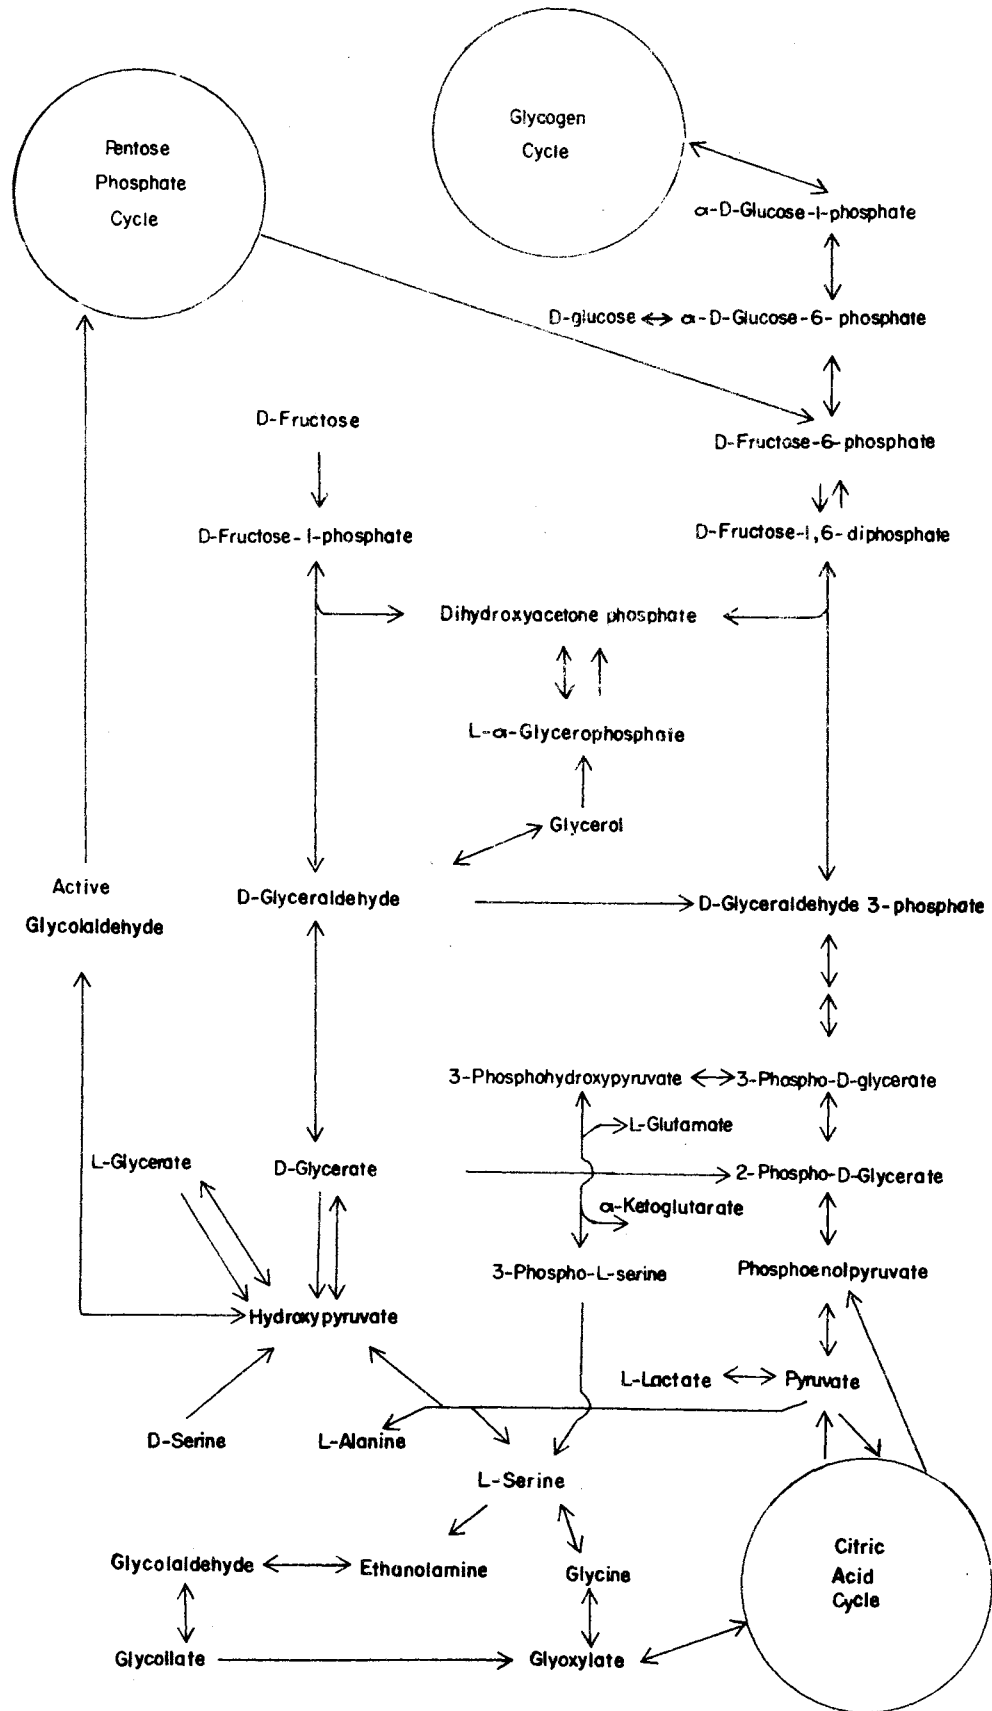 Pentose
Phosphate
Cycle
Glycogen
Cycle
α-D-Glucose-1-phosphate
D-glucose
α-D-Glucose-6-phosphate
D-Fructose
D-Fructose-6-phosphate
D-Fructose-1-phosphate
D-Fructose-1,6-diphosphate
Dihydroxyacetone phosphate
L-α-Glycerophosphate
Glycerol
Active
Glycolaldehyde
D-Glyceraldehyde
D-Glyceraldehyde 3-phosphate
3-Phosphohydroxypyruvate
3-Phospho-D-glycerate
L-Glutamate
L-Glycerate
D-Glycerate
2-Phospho-D-Glycerate
α-Ketoglutarate
3-Phospho-L-serine
Phosphoenolpyruvate
Hydroxypyruvate
L-Lactate
Pyruvate
D-Serine
L-Alanine
L-Serine
Glycolaldehyde
Ethanolamine
Glycine
Citric
Acid
Cycle
Glycollate
Glyoxylate